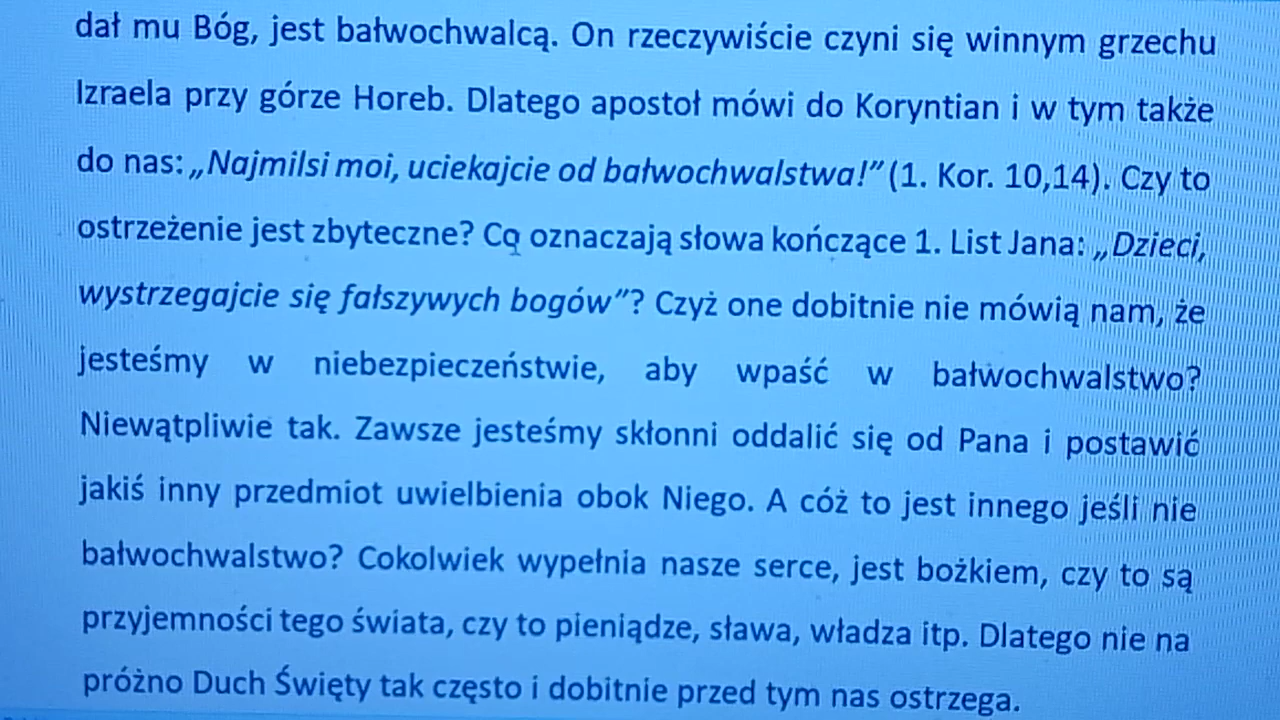 dał mu Bóg, jest bałwochwalcą. On rzeczywiście czyni się winnym grzechu
Izraela przy górze Horeb. Dlatego apostoł mówi do Koryntian i w tym także
do nas: „Najmilsi moi, uciekajcie od bałwochwalstwa!” (1. Kor. 10,14). Czy to
ostrzeżenie jest zbyteczne? Co oznaczają słowa kończące 1. List Jana: „Dzieci,
wystrzegajcie się fałszywych bogów”? Czyż one dobitnie nie mówią nam, że
jesteśmy w niebezpieczeństwie, aby wpaść w bałwochwalstwo?
Niewątpliwie tak. Zawsze jesteśmy skłonni oddalić się od Pana i postawić
jakiś inny przedmiot uwielbienia obok Niego. A cóż to jest innego jeśli nie
bałwochwalstwo? Cokolwiek wypełnia nasze serce, jest bożkiem, czy to są
przyjemności tego świata, czy to pieniądze, sława, władza itp. Dlatego nie na
próżno Duch Święty tak często i dobitnie przed tym nas ostrzega.